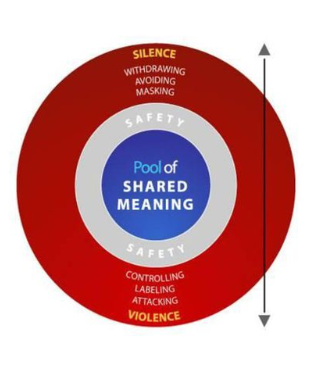 SILENCE
WITHDRAWING
AVOIDING
MASKING
SAFETY
Pool of
SHARED
MEANING
SAFETY
CONTROLLING
LABELING
ATTACKING
VIOLENCE